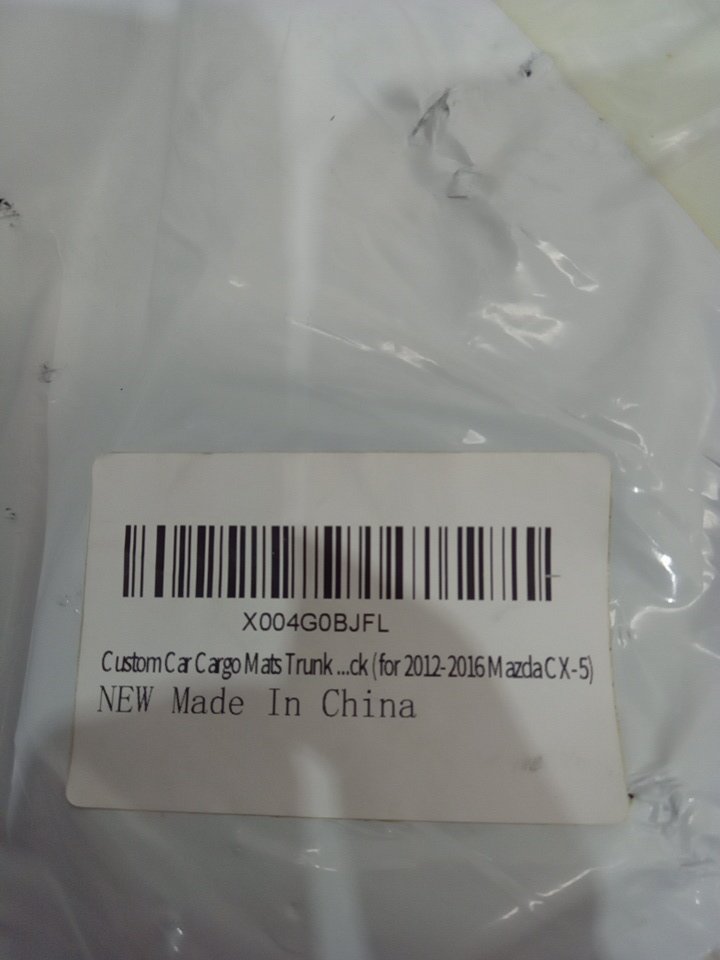 X004G0BJFL
Custom Car Cargo Mats Trunk ...ck (for 2012-2016 Mazda CX-5)
NEW Made In China